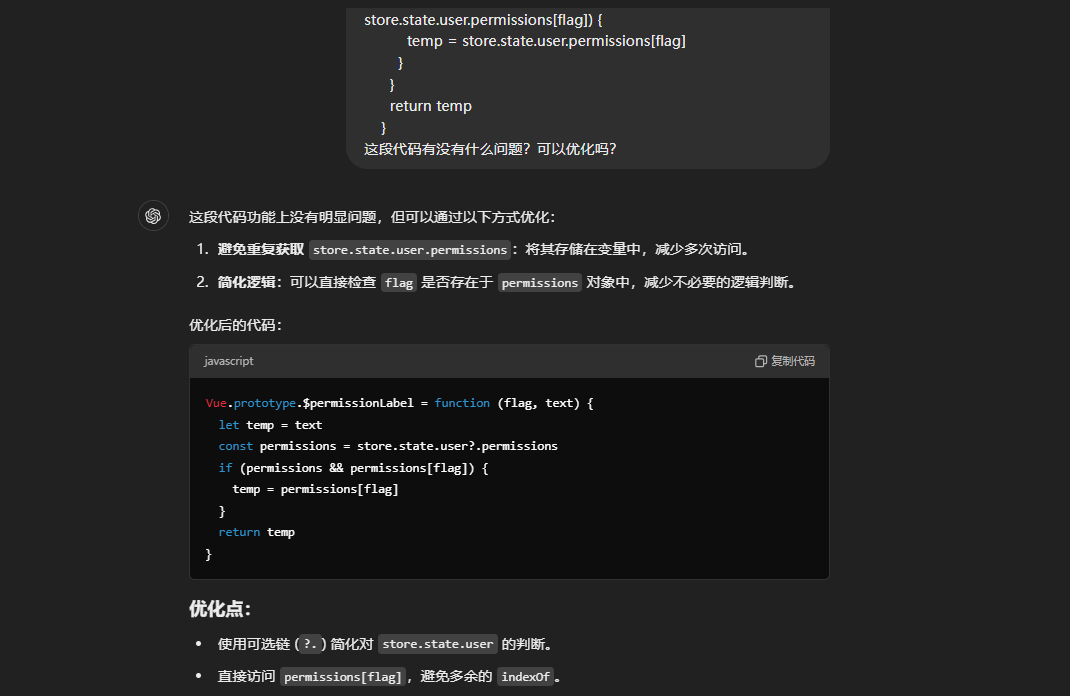 store.state.user.permissions[flag]) {
temp = store.state.user.permissions[flag]
}
}
return temp
}
这段代码有没有什么问题？可以优化吗？
这段代码功能上没有明显问题，但可以通过以下方式优化：
1. 避免重复获取 store.state.user.permissions：将其存储在变量中，减少多次访问。
2. 简化逻辑：可以直接检查 flag 是否存在于 permissions 对象中，减少不必要的逻辑判断。
优化后的代码：
javascript 复制代码
Vue.prototype.$permissionLabel = function (flag, text) {
let temp = text
const permissions = store.state.user?.permissions
if (permissions && permissions[flag]) {
temp = permissions[flag]
}
return temp
}
优化点：
• 使用可选链 (?.) 简化对 store.state.user 的判断。
• 直接访问 permissions[flag]，避免多余的 indexOf。